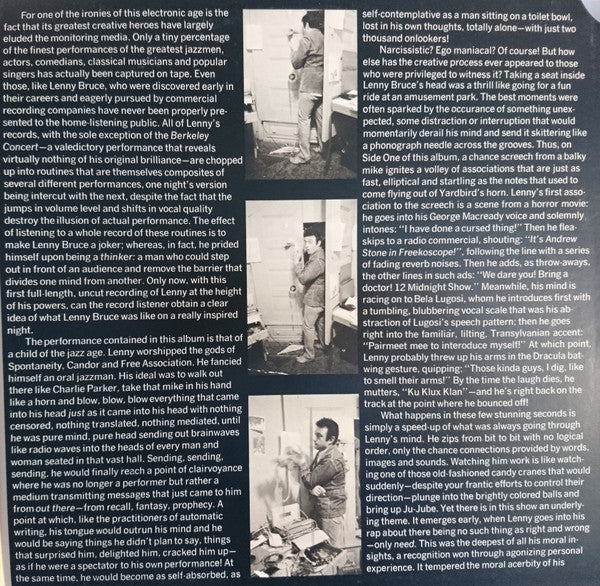 For one of the ironies of this electronic age is the
fact that its greatest creative heroes have largely
eluded the monitoring media. Only a tiny percentage
of the finest performances of the greatest jazzmen,
actors, comedians, classical musicians and popular
singers has actually been captured on tape. Even
those, like Lenny Bruce, who were discovered early in
their careers and eagerly pursued by commercial
recording companies have never been properly pre-
sented to the home-listening public. All of Lenny's
records, with the sole exception of the Berkeley
Concert—a valedictory performance that reveals
virtually nothing of his original brilliance—are chopped
up into routines that are themselves composites of
several different performances, one night's version
being intercut with the next, despite the fact that the
jumps in volume level and shifts in vocal quality
destroy the illusion of actual performance. The effect
of listening to a whole record of these routines is to
make Lenny Bruce a joker; whereas, in fact, he prided
himself upon being a thinker: a man who could step
out in front of an audience and remove the barrier that
divides one mind from another. Only now, with this
first full-length, uncut recording of Lenny at the height
of his powers, can the record listener obtain a clear
idea of what Lenny Bruce was like on a really inspired
night.
The performance contained in this album is that of
a child of the jazz age. Lenny worshipped the gods of
Spontaneity, Candor and Free Association. He fancied
himself an oral jazzman. His ideal was to walk out
there like Charlie Parker, take that mike in his hand
like a horn and blow, blow, blow everything that came
into his head just as it came into his head with nothing
censored, nothing translated, nothing mediated, until
he was pure mind, pure head sending out brainwaves
like radio waves into the heads of every man and
woman seated in that vast hall. Sending, sending,
sending, he would finally reach a point of clairvoyance
where he was no longer a performer but rather a
medium transmitting messages that just came to him
from out there—from recall, fantasy, prophecy. A
point at which, like the practitioners of automatic
writing, his tongue would outrun his mind and he
would be saying things he didn't plan to say, things
that surprised him, delighted him, cracked him up—
as if he were a spectator to his own performance! At
the same time, he would become as self-absorbed, as
self-contemplative as a man sitting on a toilet bowl,
lost in his own thoughts, totally alone—with just two
thousand onlookers!
Narcissistic? Ego maniacal? Of course! But how
else has the creative process ever appeared to those
who were privileged to witness it? Taking a seat inside
Lenny Bruce's head was a thrill like going for a fun
ride at an amusement park. The best moments were
often sparked by the occurance of something unex-
pected, some distraction or interruption that would
momentarily derail his mind and send it skittering like
a phonograph needle across the grooves. Thus, on
Side One of this album, a chance screech from a balky
mike ignites a volley of associations that are just as
fast, elliptical and startling as the notes that used to
come flying out of Yardbird's horn. Lenny's first asso-
ciation to the screech is a scene from a horror movie:
he goes into his George Macready voice and solemnly
intones: "I have done a cursed thing!" Then he flea-
skips to a radio commercial, shouting: "It's Andrew
Stone in Freekoscope!", following the line with a series
of fading reverb noises. Then he adds, as throw-aways,
the other lines in such ads: "We dare you! Bring a
doctor! 12 Midnight Show." Meanwhile, his mind is
racing on to Bela Lugosi, whom he introduces first with
a tumbling, blubbering vocal scale that was his ab-
straction of Lugosi's speech pattern; then he goes
right into the familiar, lilting, Transylvanian accent:
"Pairmeet mee to introduce myself!" At which point,
Lenny probably threw up his arms in the Dracula bat-
wing gesture, quipping: "Those kinda guys, I dig, like
to smell their arms!" By the time the laugh dies, he
mutters, "Ku Klux Klan"—and he's right back on the
track at the point where he bounced off!
What happens in these few stunning seconds is
simply a speed-up of what was always going through
Lenny's mind. He zips from bit to bit with no logical
order, only the chance connections provided by words,
images and sounds. Watching him work is like watch-
ing one of those old-fashioned candy cranes that would
suddenly—despite your frantic efforts to control their
direction—plunge into the brightly colored balls and
bring up Ju-Jube. Yet there is in this show an underly-
ing theme. It emerges early, when Lenny goes into his
rap about there being no such thing as right and wrong
—only need. This was the deepest of all his moral in-
sights, a recognition won through agonizing personal
experience. It tempered the moral acerbity of his